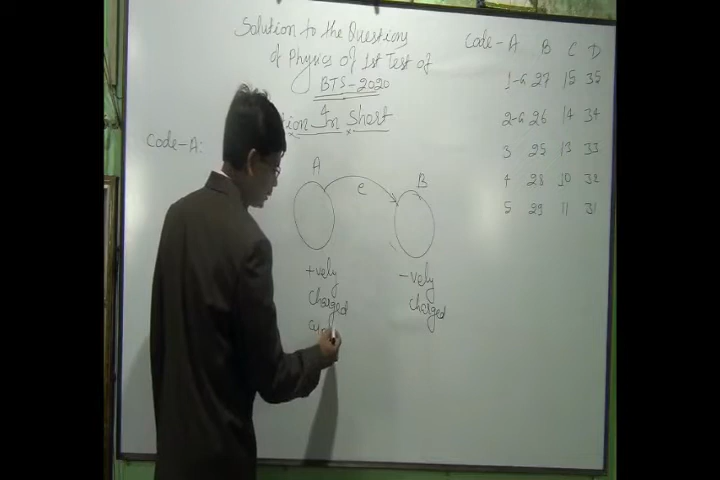 Solution to the Questions
of Physics of 1st Test of
BTS-2020
In Short
Code-A:
A
e
B
+vely
charged
-vely
charged
Code - A B C D
1-6 27 15 35
2-6 26 14 34
3 25 13 33
4 28 10 32
5 29 11 31